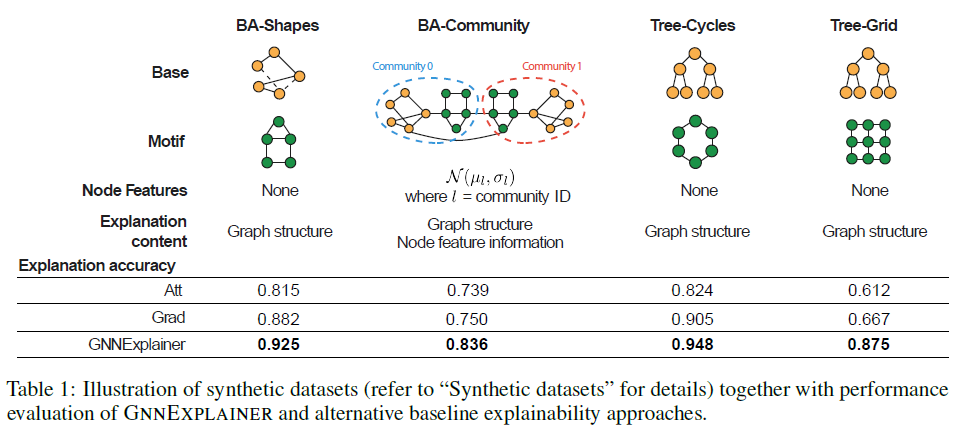 BA-Shapes BA-Community Tree-Cycles Tree-Grid
Base
Community 0 Community 1
Motif
Node Features None 𝒩(μ_l, σ_l) None None
where l = community ID
Explanation content Graph structure Graph structure Graph structure Graph structure
Node feature information
Explanation accuracy
Att 0.815 0.739 0.824 0.612
Grad 0.882 0.750 0.905 0.667
GNNExplainer 0.925 0.836 0.948 0.875
Table 1: Illustration of synthetic datasets (refer to “Synthetic datasets” for details) together with performance
evaluation of GNNEXPLAINER and alternative baseline explainability approaches.